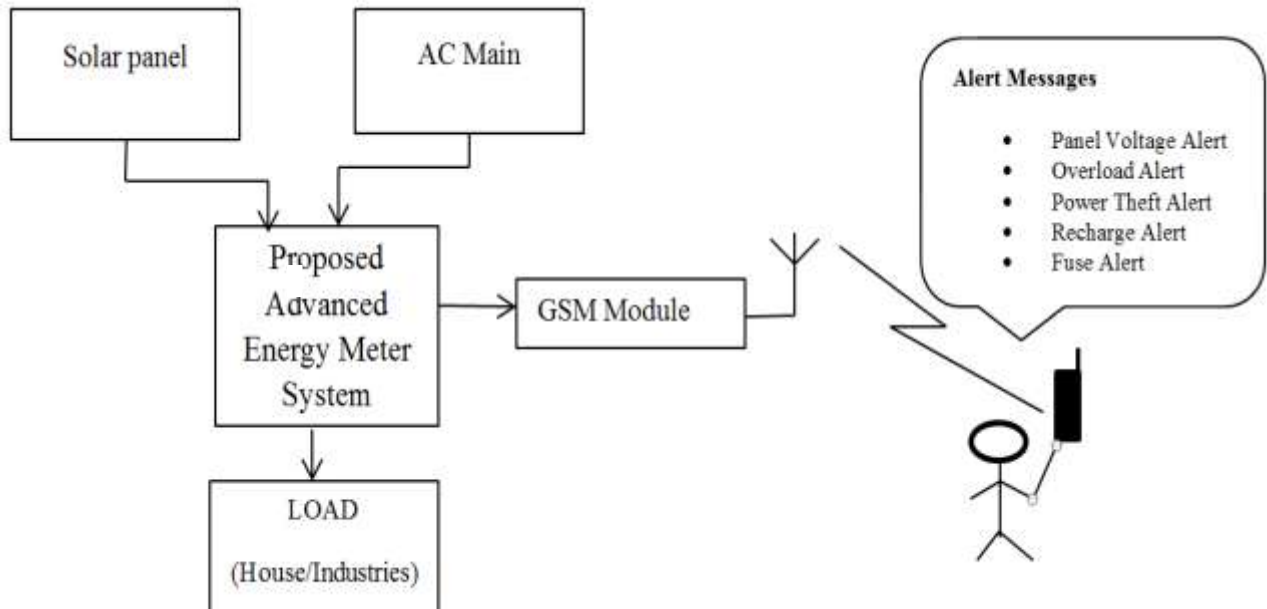 Solar panel
AC Main
Alert Messages
• Panel Voltage Alert
• Overload Alert
• Power Theft Alert
• Recharge Alert
• Fuse Alert
Proposed
Advanced
Energy Meter
System
GSM Module
LOAD
(House/Industries)